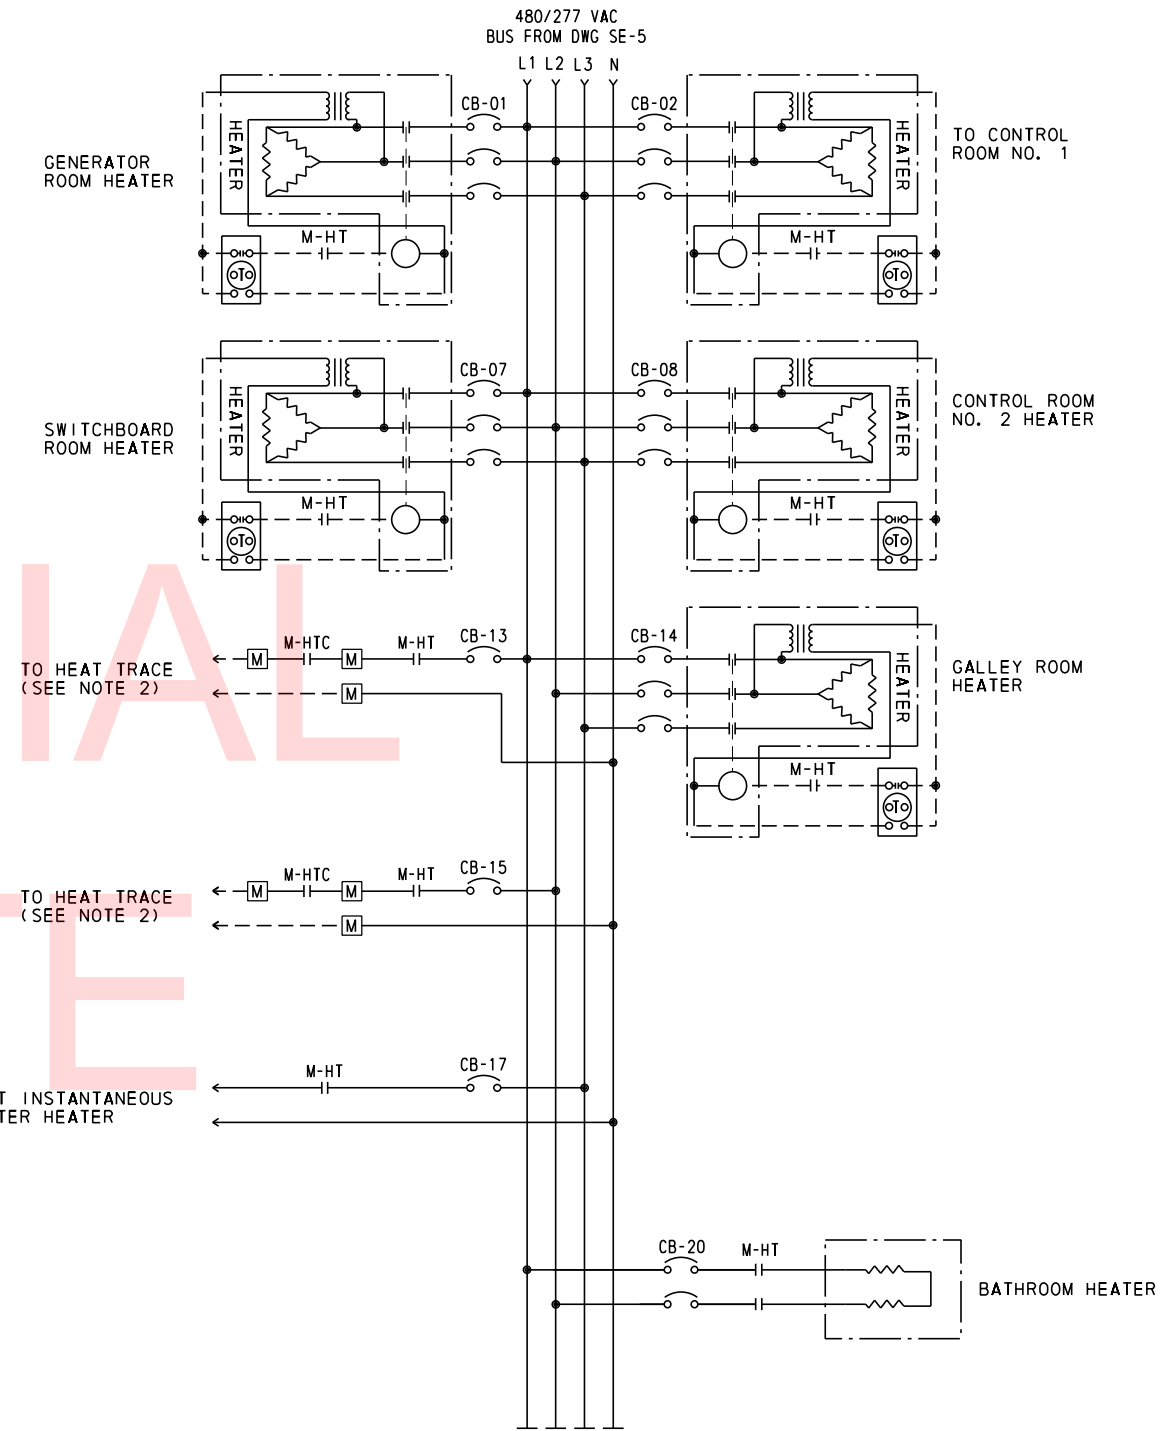 480/277 VAC
BUS FROM DWG SE-5
L1 L2 L3 N
CB-01
CB-02
HEATER
HEATER
GENERATOR
ROOM HEATER
TO CONTROL
ROOM NO. 1
M-HT
M-HT
T
T
CB-07
CB-08
HEATER
HEATER
SWITCHBOARD
ROOM HEATER
CONTROL ROOM
NO. 2 HEATER
M-HT
M-HT
T
T
IAL
TO HEAT TRACE
(SEE NOTE 2)
M M-HTC M M-HT CB-13
M
CB-14
HEATER
GALLEY ROOM
HEATER
M-HT
T
TO HEAT TRACE
(SEE NOTE 2)
M M-HTC M M-HT CB-15
M
TE
T INSTANTANEOUS
TER HEATER
M-HT
CB-17
CB-20
M-HT
BATHROOM HEATER